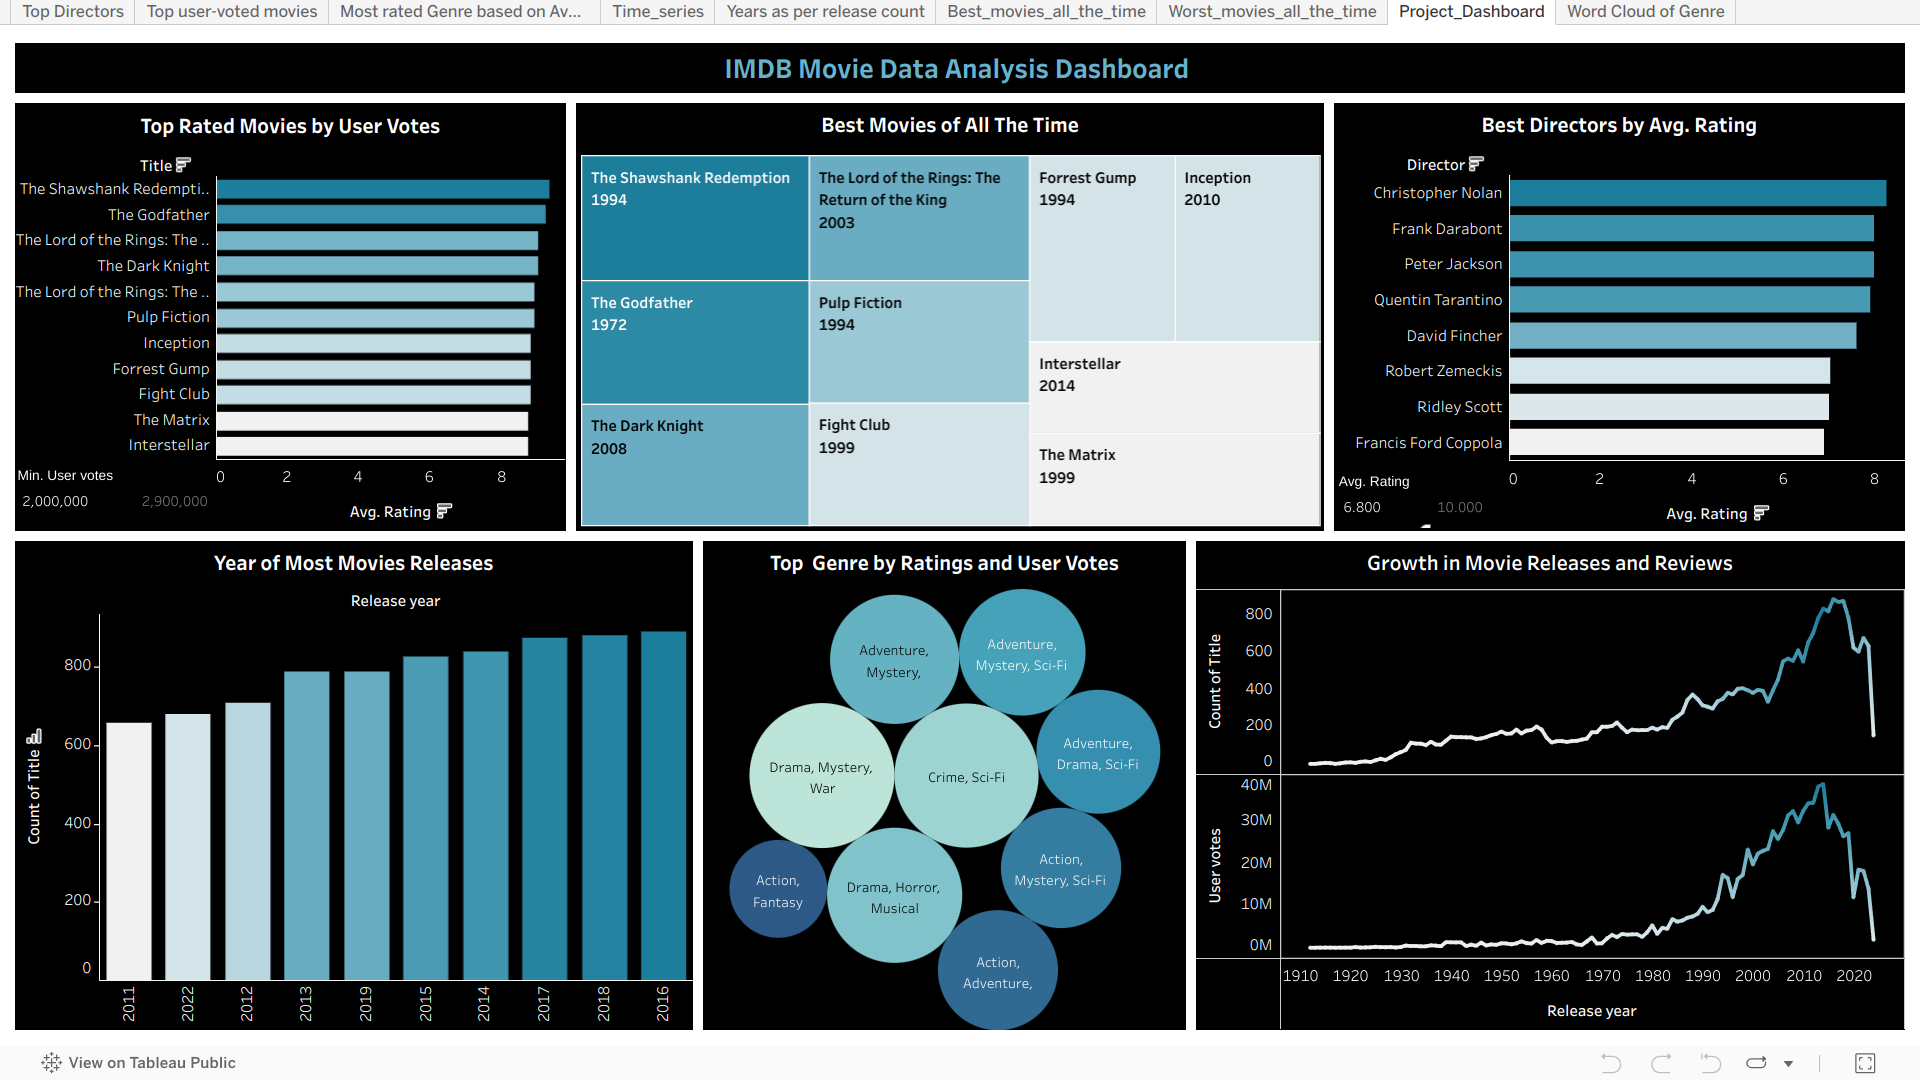 Top Directors
Top user-voted movies
Most rated Genre based on Av...
Time_series
Years as per release count
Best_movies_all_the_time
Worst_movies_all_the_time
Project_Dashboard
Word Cloud of Genre
IMDB Movie Data Analysis Dashboard
Top Rated Movies by User Votes
Title
The Shawshank Redempti..
The Godfather
The Lord of the Rings: The ..
The Dark Knight
The Lord of the Rings: The ..
Pulp Fiction
Inception
Forrest Gump
Fight Club
The Matrix
Interstellar
0 2 4 6 8
Avg. Rating
Min. User votes
2,000,000 2,900,000
Best Movies of All The Time
The Shawshank Redemption
1994
The Godfather
1972
The Dark Knight
2008
The Lord of the Rings: The
Return of the King
2003
Pulp Fiction
1994
Fight Club
1999
Forrest Gump
1994
Inception
2010
Interstellar
2014
The Matrix
1999
Best Directors by Avg. Rating
Director
Christopher Nolan
Frank Darabont
Peter Jackson
Quentin Tarantino
David Fincher
Robert Zemeckis
Ridley Scott
Francis Ford Coppola
0 2 4 6 8
Avg. Rating
Avg. Rating
6.800 10.000
Year of Most Movies Releases
Release year
Count of Title
800
600
400
200
0
2011 2022 2012 2013 2019 2015 2014 2017 2018 2016
Top Genre by Ratings and User Votes
Adventure,
Mystery,
Adventure,
Mystery, Sci-Fi
Drama, Mystery,
War
Crime, Sci-Fi
Adventure,
Drama, Sci-Fi
Action,
Fantasy
Drama, Horror,
Musical
Action,
Mystery, Sci-Fi
Action,
Adventure,
Growth in Movie Releases and Reviews
Count of Title
800
600
400
200
0
User votes
40M
30M
20M
10M
0M
1910 1920 1930 1940 1950 1960 1970 1980 1990 2000 2010 2020
Release year
View on Tableau Public